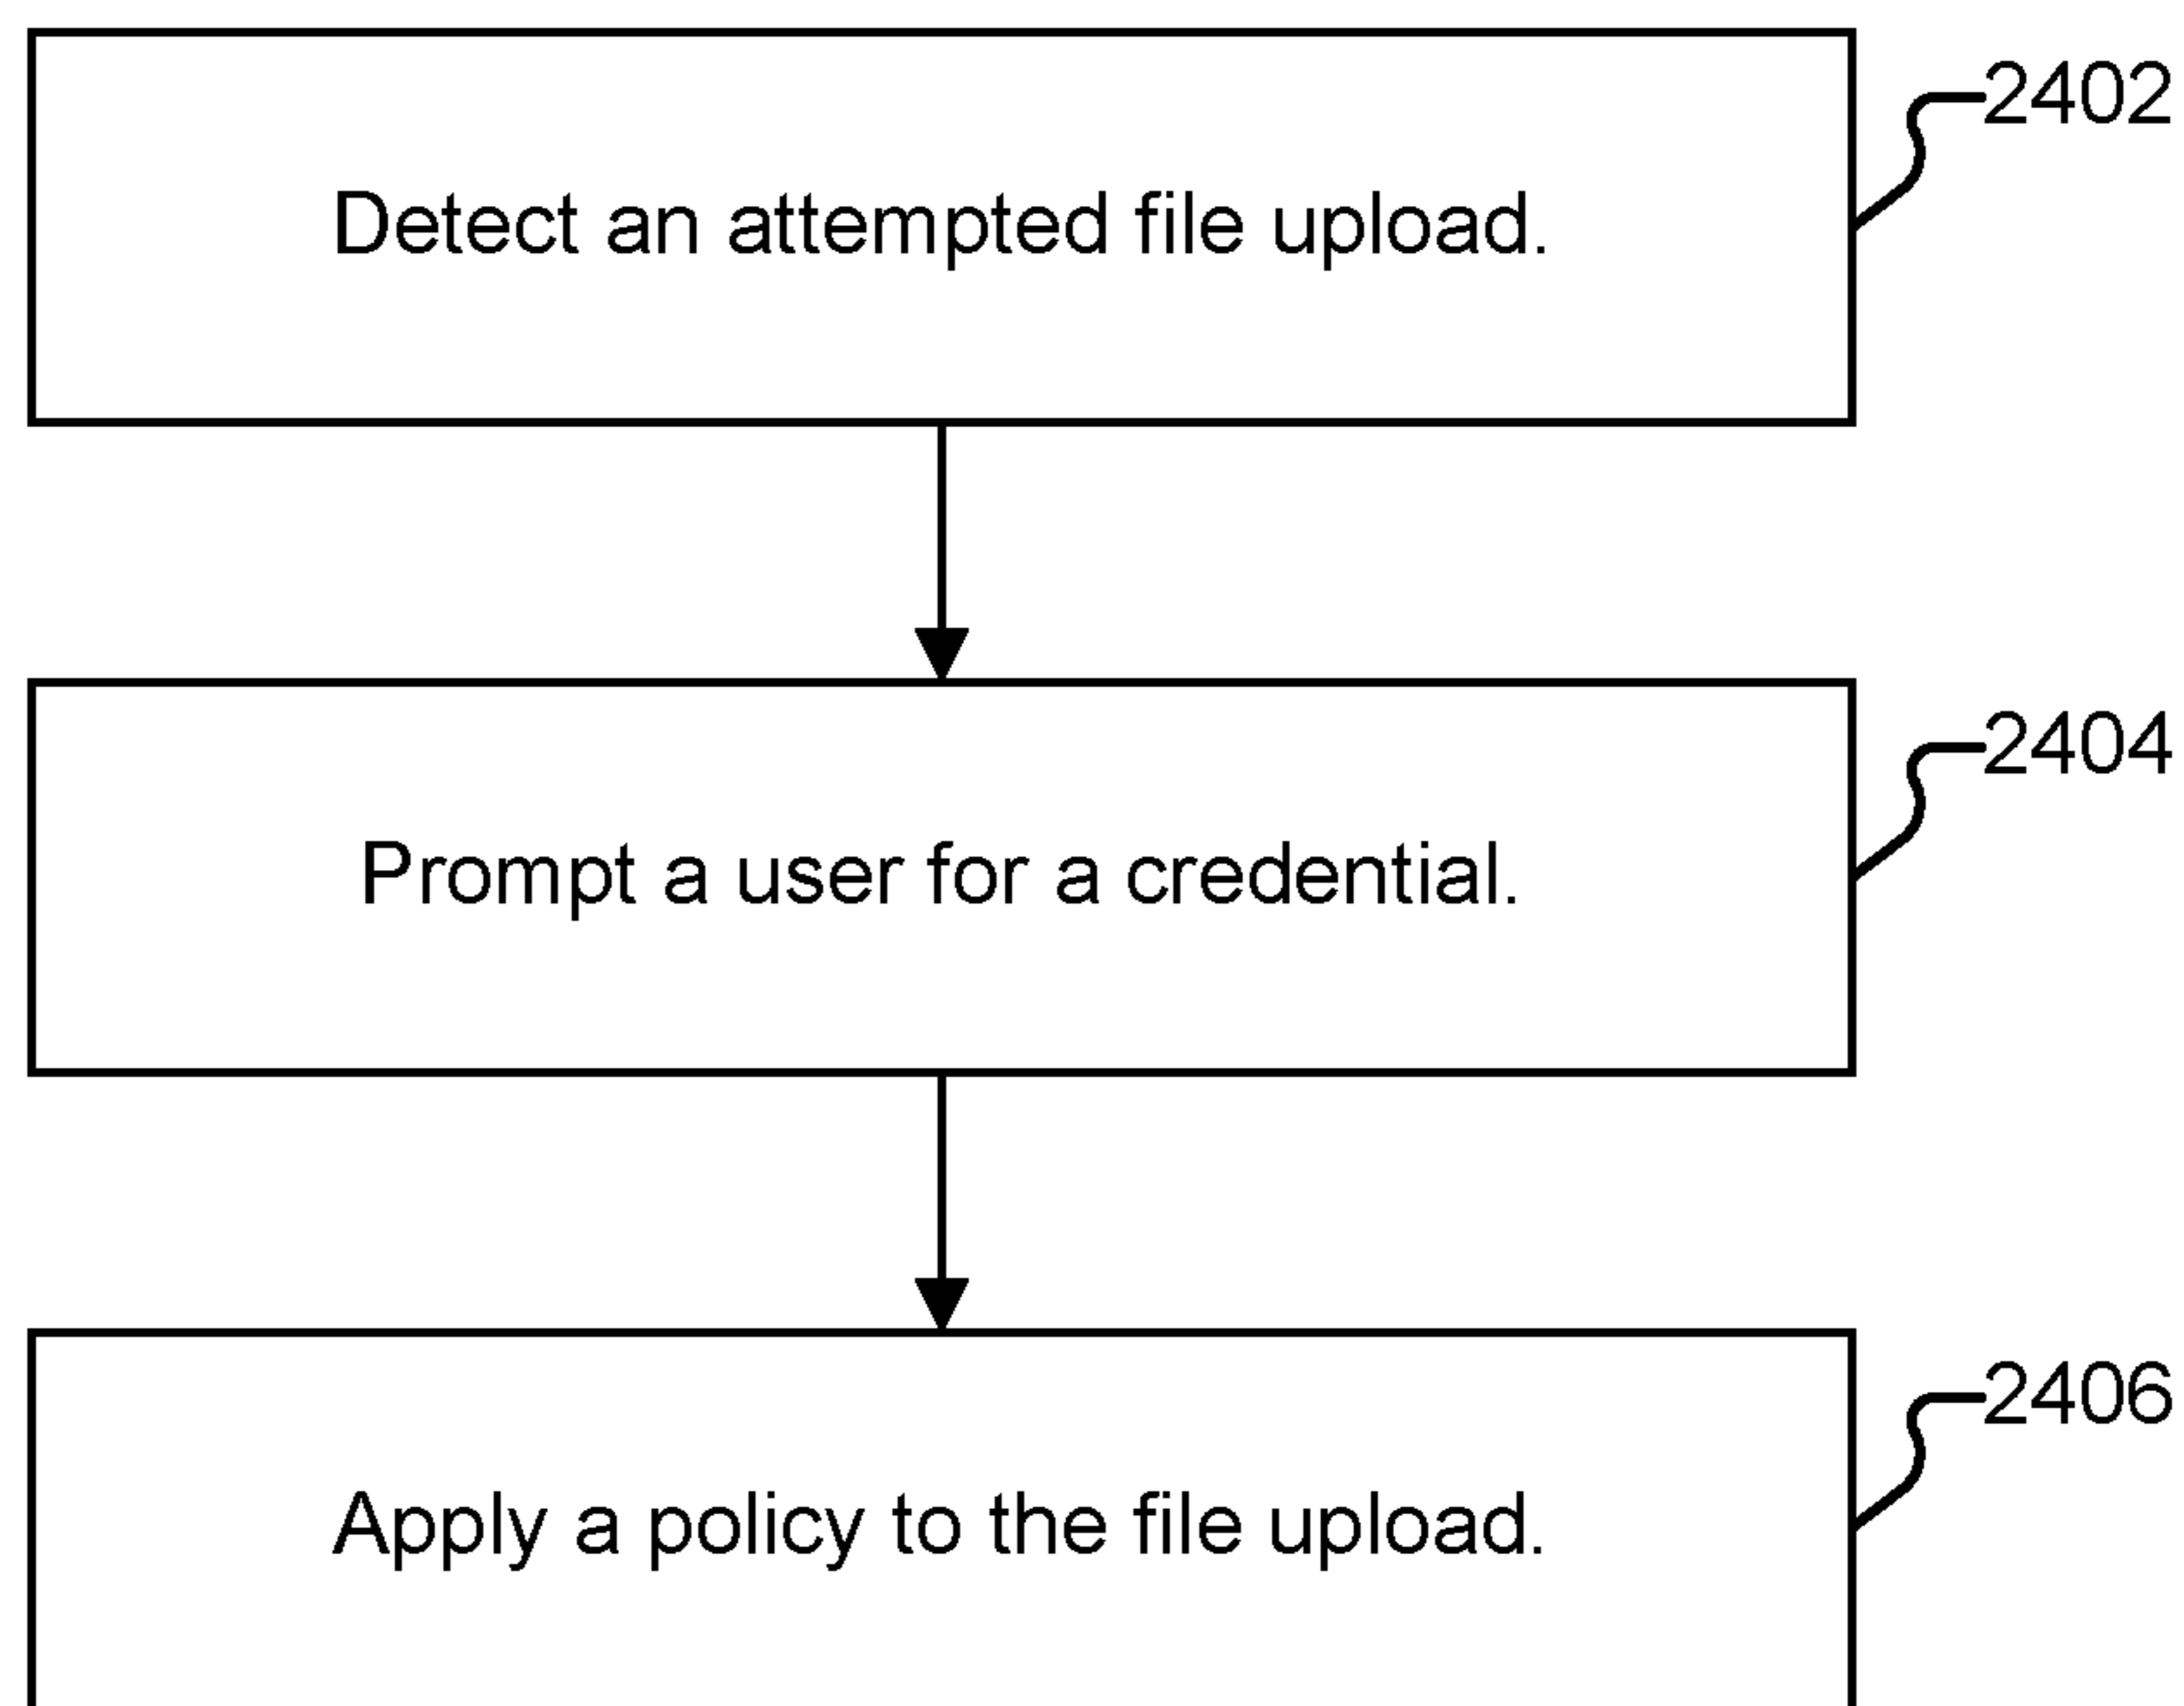 2402
Detect an attempted file upload.
2404
Prompt a user for a credential.
2406
Apply a policy to the file upload.